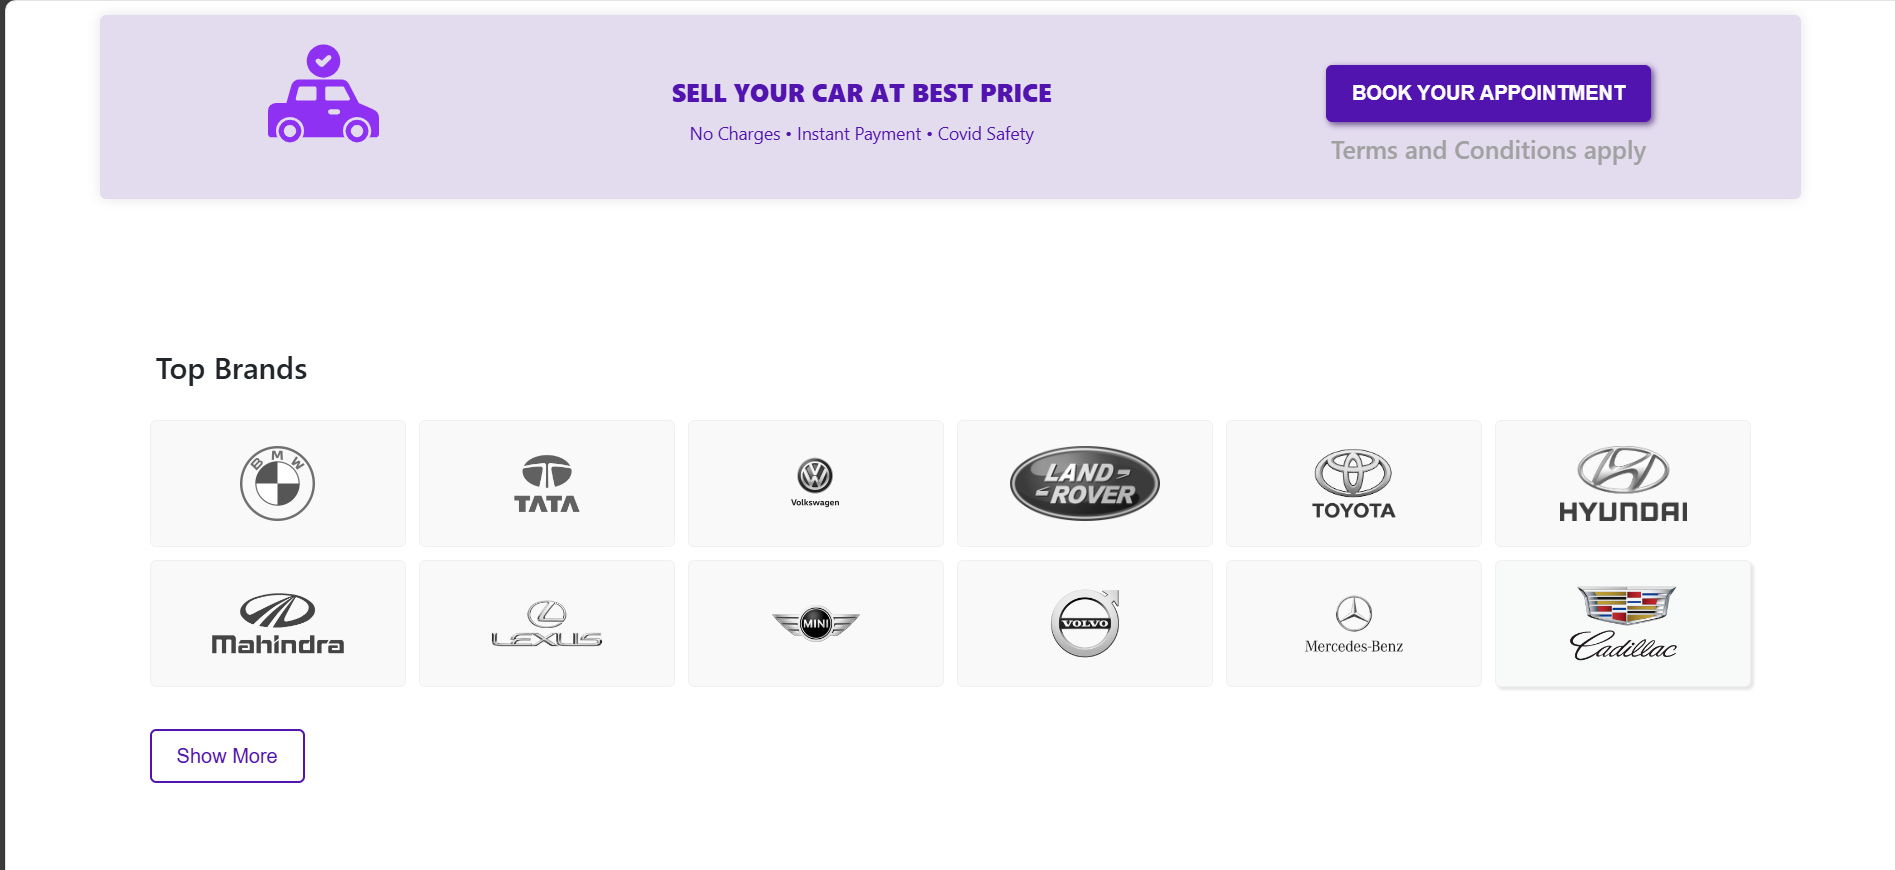 SELL YOUR CAR AT BEST PRICE
No Charges • Instant Payment • Covid Safety
BOOK YOUR APPOINTMENT
Terms and Conditions apply
Top Brands
BMW
TATA
Volkswagen
LAND-
-ROVER
TOYOTA
HYUNDAI
Mahindra
LEXUS
MINI
VOLVO
Mercedes-Benz
Cadillac
Show More